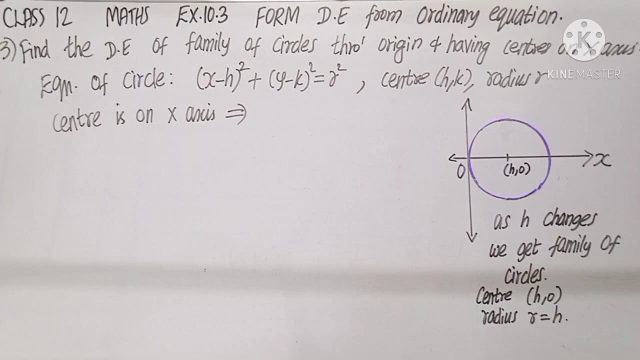 CLASS 12 MATHS EX.10.3 FORM D.E from Ordinary equation.
3) Find the D.E of family of circles thro' origin & having centres on x axis.
Eqn. of Circle: (x-h)²+(y-k)²=r², centre (h,k), radius r
centre is on x axis ⇒
KINEMASTER
O (h,0) x
as h changes
we get family of
circles.
Centre (h,0)
radius r=h.